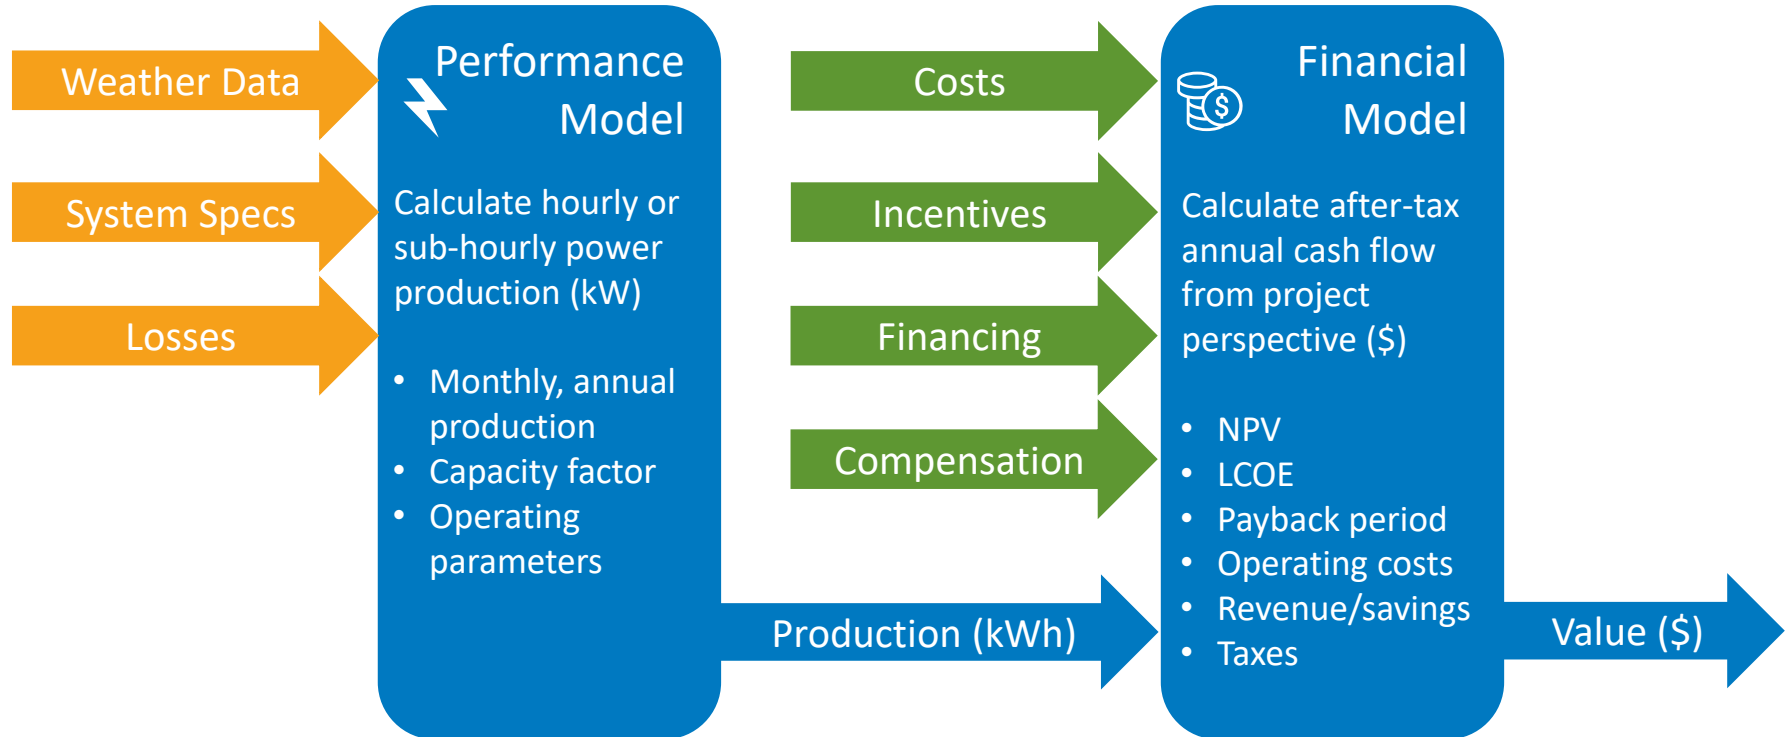 Weather Data
System Specs
Losses
Performance
Model
Calculate hourly or
sub-hourly power
production (kW)
• Monthly, annual
production
• Capacity factor
• Operating
parameters
Production (kWh)
Costs
Incentives
Financing
Compensation
$
Financial
Model
Calculate after-tax
annual cash flow
from project
perspective ($)
• NPV
• LCOE
• Payback period
• Operating costs
• Revenue/savings
• Taxes
Value ($)